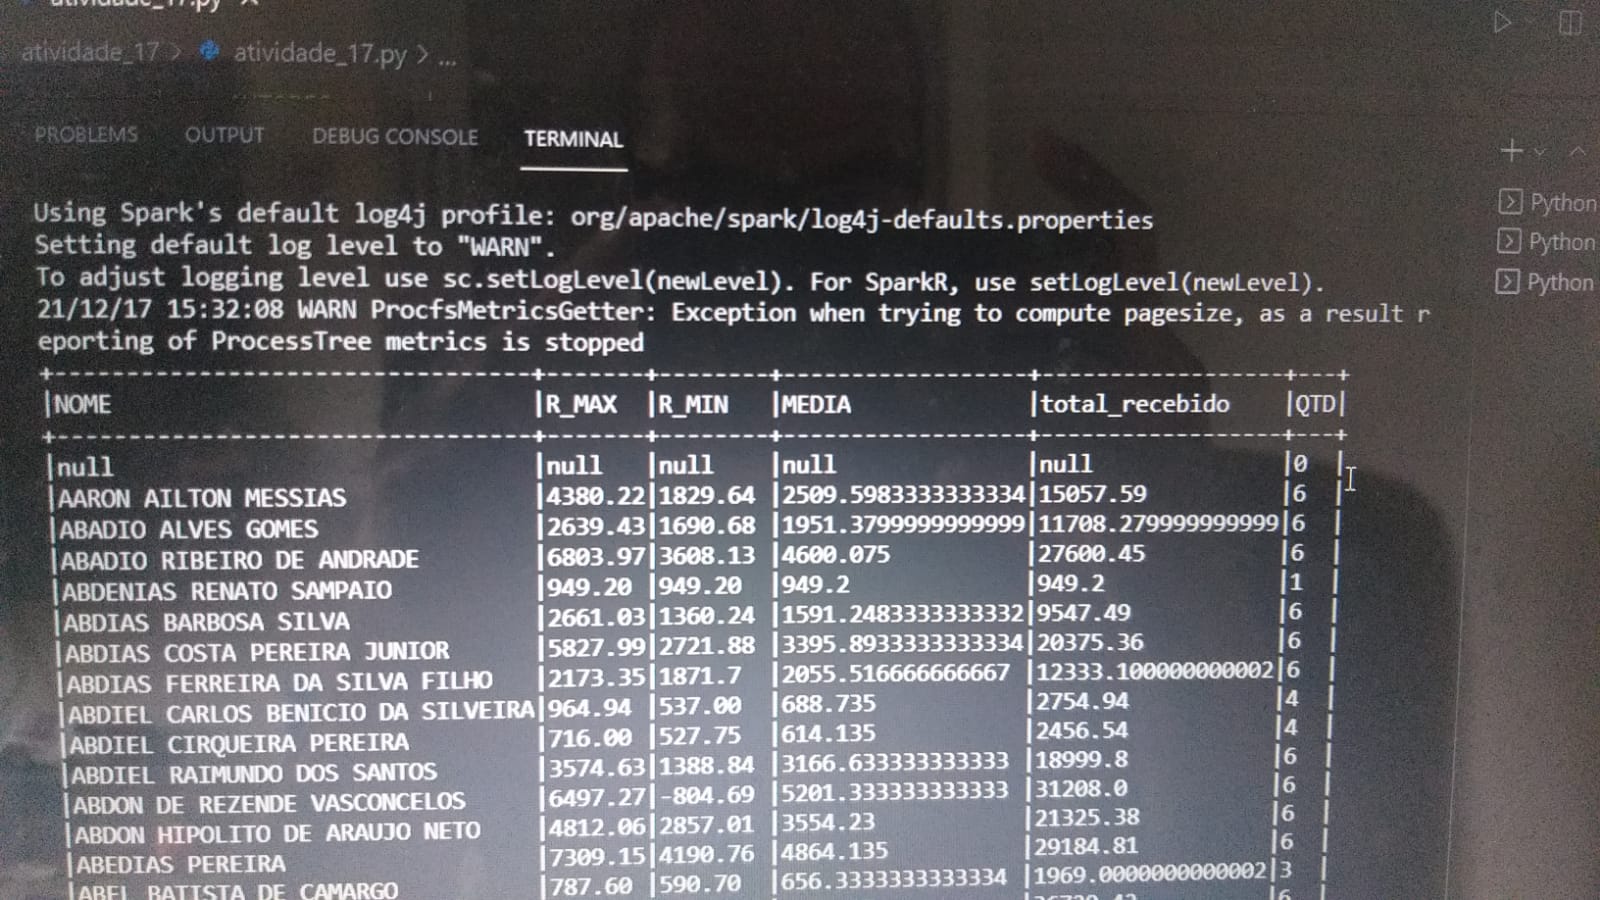 atividade_17.py ×
atividade_17 > atividade_17.py > ...
PROBLEMS OUTPUT DEBUG CONSOLE TERMINAL
Python
Python
Python
Using Spark's default log4j profile: org/apache/spark/log4j-defaults.properties
Setting default log level to "WARN".
To adjust logging level use sc.setLogLevel(newLevel). For SparkR, use setLogLevel(newLevel).
21/12/17 15:32:08 WARN ProcfsMetricsGetter: Exception when trying to compute pagesize, as a result r
eporting of ProcessTree metrics is stopped
+---------------------------------+-------+--------+------------------+------------------+---+
|NOME |R_MAX |R_MIN |MEDIA |total_recebido |QTD|
+---------------------------------+-------+--------+------------------+------------------+---+
|null |null |null |null |null |0 |
|AARON AILTON MESSIAS |4380.22|1829.64 |2509.5983333333334|15057.59 |6 |
|ABADIO ALVES GOMES |2639.43|1690.68 |1951.3799999999999|11708.279999999999|6 |
|ABADIO RIBEIRO DE ANDRADE |6803.97|3608.13 |4600.075 |27600.45 |6 |
|ABDENIAS RENATO SAMPAIO |949.20 |949.20 |949.2 |949.2 |1 |
|ABDIAS BARBOSA SILVA |2661.03|1360.24 |1591.2483333333332|9547.49 |6 |
|ABDIAS COSTA PEREIRA JUNIOR |5827.99|2721.88 |3395.8933333333334|20375.36 |6 |
|ABDIAS FERREIRA DA SILVA FILHO |2173.35|1871.7 |2055.516666666667 |12333.100000000002|6 |
|ABDIEL CARLOS BENICIO DA SILVEIRA|964.94 |537.00 |688.735 |2754.94 |4 |
|ABDIEL CIRQUEIRA PEREIRA |716.00 |527.75 |614.135 |2456.54 |4 |
|ABDIEL RAIMUNDO DOS SANTOS |3574.63|1388.84 |3166.633333333333 |18999.8 |6 |
|ABDON DE REZENDE VASCONCELOS |6497.27|-804.69 |5201.333333333333 |31208.0 |6 |
|ABDON HIPOLITO DE ARAUJO NETO |4812.06|2857.01 |3554.23 |21325.38 |6 |
|ABEDIAS PEREIRA |7309.15|4190.76 |4864.135 |29184.81 |6 |
|ABEL BATISTA DE CAMARGO |787.60 |590.70 |656.3333333333334 |1969.0000000000002|3 |